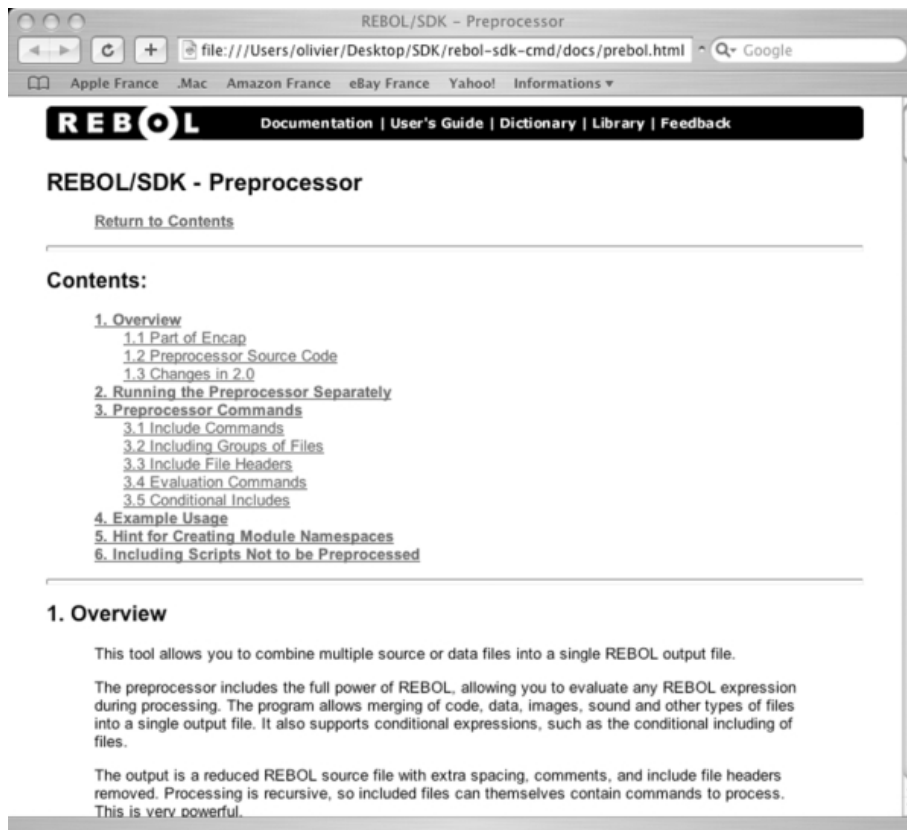 REBOL/SDK – Preprocessor
file:///Users/olivier/Desktop/SDK/rebol-sdk-cmd/docs/prebol.html
Google
Apple France .Mac Amazon France eBay France Yahoo! Informations ▾
REBOL
Documentation | User's Guide | Dictionary | Library | Feedback
REBOL/SDK - Preprocessor
Return to Contents
Contents:
1. Overview
1.1 Part of Encap
1.2 Preprocessor Source Code
1.3 Changes in 2.0
2. Running the Preprocessor Separately
3. Preprocessor Commands
3.1 Include Commands
3.2 Including Groups of Files
3.3 Include File Headers
3.4 Evaluation Commands
3.5 Conditional Includes
4. Example Usage
5. Hint for Creating Module Namespaces
6. Including Scripts Not to be Preprocessed
1. Overview
This tool allows you to combine multiple source or data files into a single REBOL output file.
The preprocessor includes the full power of REBOL, allowing you to evaluate any REBOL expression
during processing. The program allows merging of code, data, images, sound and other types of files
into a single output file. It also supports conditional expressions, such as the conditional including of
files.
The output is a reduced REBOL source file with extra spacing, comments, and include file headers
removed. Processing is recursive, so included files can themselves contain commands to process.
This is very powerful.